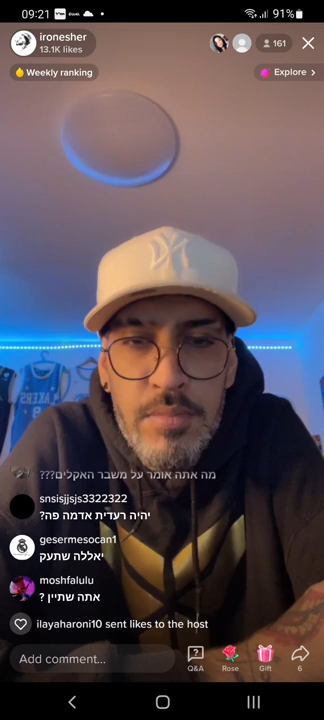 09:21
91%
ironesher
13.1K likes
161
Weekly ranking
Explore >
LAKERS
מה אתה אומר על משבר האקלים???
snsisjjsjs3322322
יהיה רעדית אדמה פה?
gesermesocan1
יאללה שתעק
moshfalulu
אתה שתיין ?
ilayaharoni10 sent likes to the host
Add comment...
Q&A
Rose
Gift
6